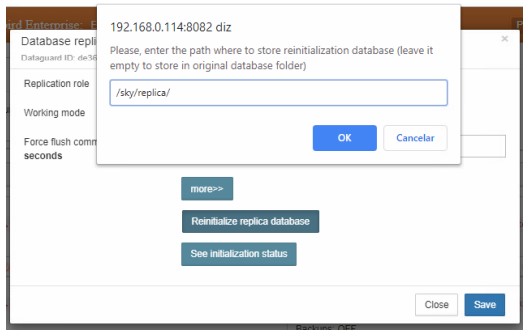 ird Enterprise: F
192.168.0.114:8082 diz
Please, enter the path where to store reinitialization database (leave it
empty to store in original database folder)
/sky/replica/
OK
Cancelar
Database repli
×
Dataguard ID: de36
Replication role
Working mode
Force flush comm
seconds
more>>
Reinitialize replica database
See initialization status
Close
Save
Backups: OFF